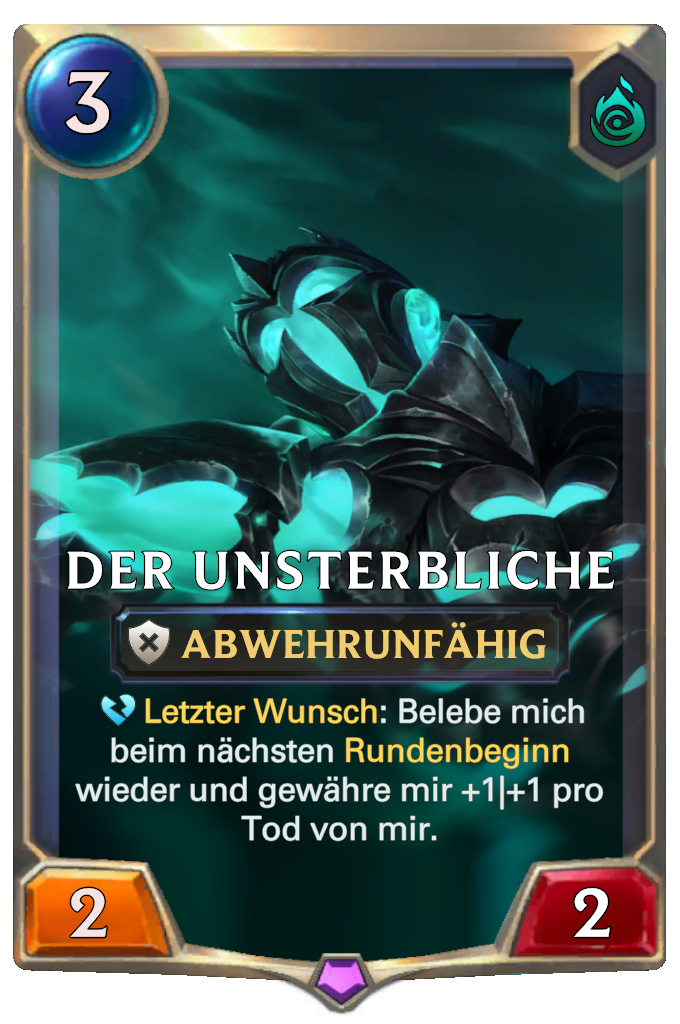 3
DER UNSTERBLICHE
ABWEHRUNFÄHIG
Letzter Wunsch: Belebe mich
beim nächsten Rundenbeginn
wieder und gewähre mir +1|+1 pro
Tod von mir.
2
2